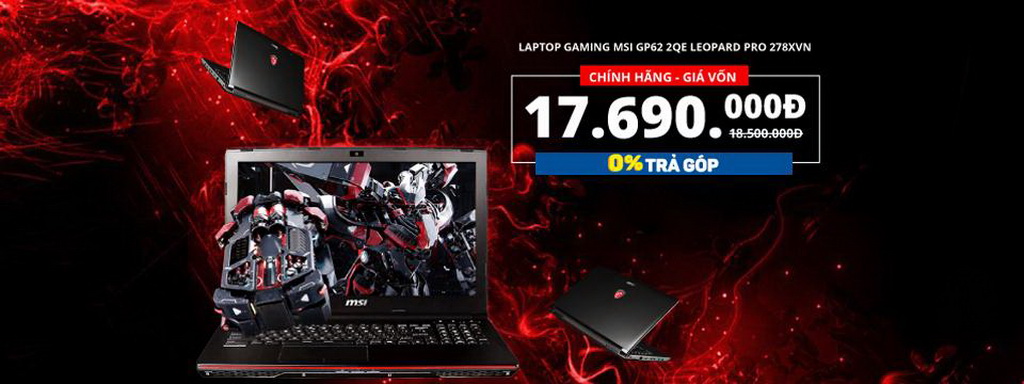 LAPTOP GAMING MSI GP62 2QE LEOPARD PRO 278XVN
CHÍNH HÃNG - GIÁ VỐN
17.690.000Đ
18.500.000Đ
0% TRẢ GÓP
msi